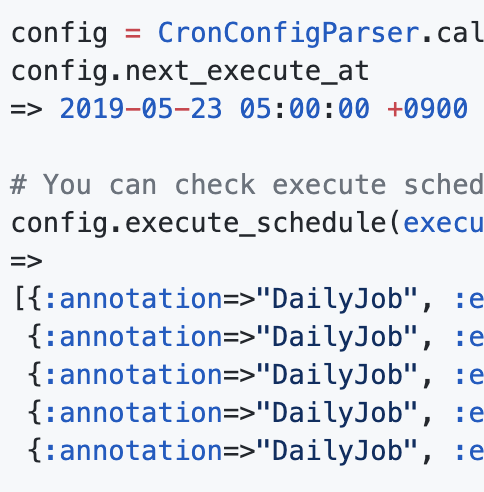 config = CronConfigParser.cal
config.next_execute_at
=> 2019-05-23 05:00:00 +0900
# You can check execute sched
config.execute_schedule(execu
=>
[{:annotation=>"DailyJob", :e
{:annotation=>"DailyJob", :e
{:annotation=>"DailyJob", :e
{:annotation=>"DailyJob", :e
{:annotation=>"DailyJob", :e